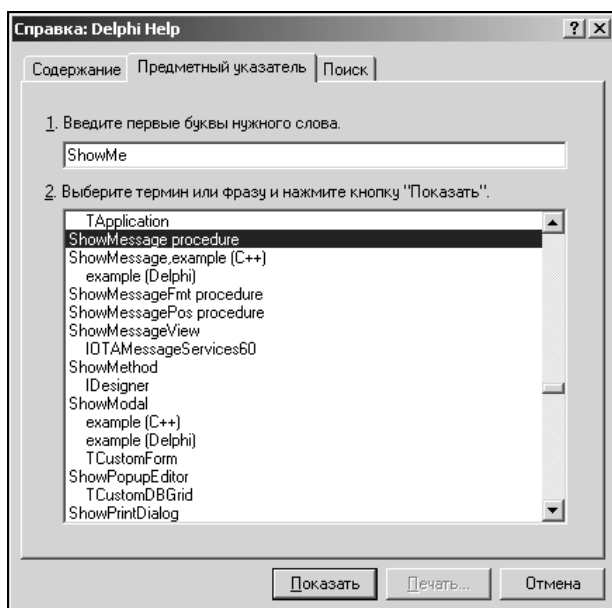 Справка: Delphi Help
Содержание Предметный указатель Поиск
1. Введите первые буквы нужного слова.
ShowMe
2. Выберите термин или фразу и нажмите кнопку "Показать".
TApplication
ShowMessage procedure
ShowMessage,example (C++)
example (Delphi)
ShowMessageFmt procedure
ShowMessagePos procedure
ShowMessageView
IOTAMessageServices60
ShowMethod
IDesigner
ShowModal
example (C++)
example (Delphi)
TCustomForm
ShowPopupEditor
TCustomDBGrid
ShowPrintDialog
Показать Печать... Отмена